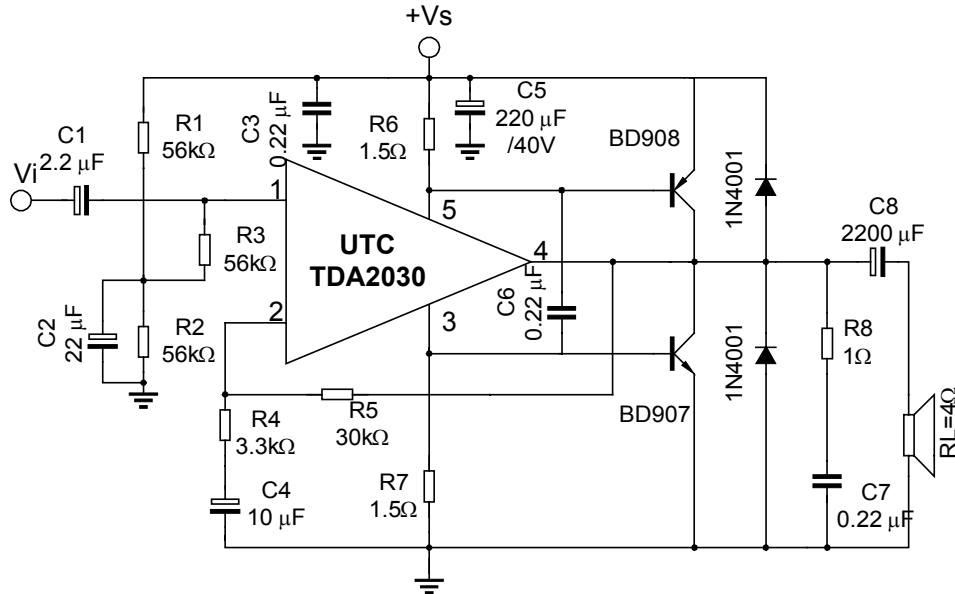 +Vs
C1
2.2 µF
Vi
R1
56kΩ
C3
0.22 µF
R6
1.5Ω
C5
220 µF
/40V
BD908
1N4001
C8
2200 µF
1
5
R3
56kΩ
UTC
TDA2030
4
2
3
C6
0.22 µF
C2
22 µF
R2
56kΩ
R8
1Ω
1N4001
R4
3.3kΩ
R5
30kΩ
BD907
RL=4Ω
C4
10 µF
R7
1.5Ω
C7
0.22 µF